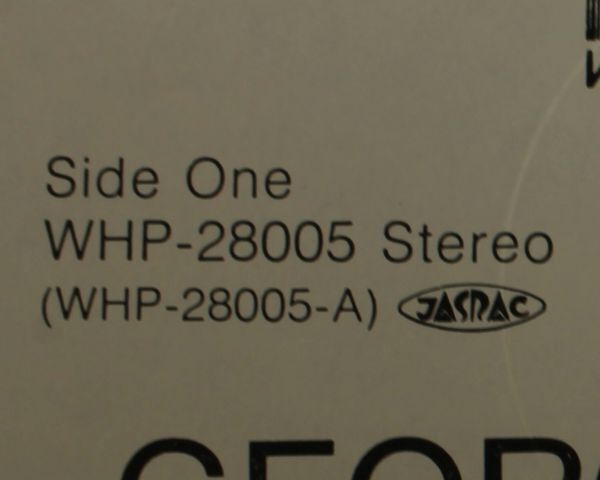 Side One
WHP-28005 Stereo
(WHP-28005-A) JASRAC